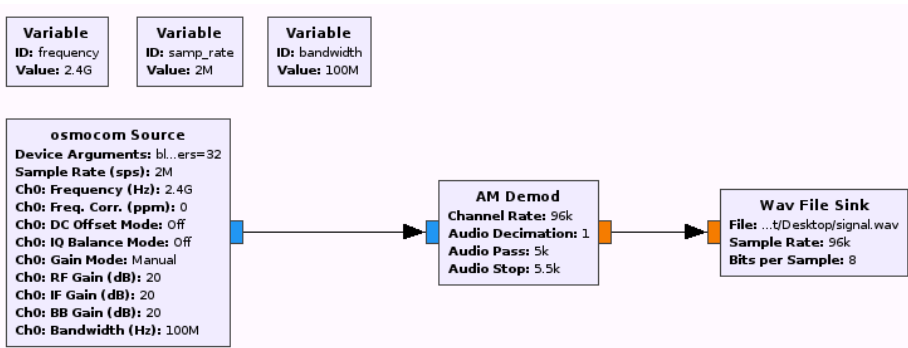 Variable
ID: frequency
Value: 2.4G
Variable
ID: samp_rate
Value: 2M
Variable
ID: bandwidth
Value: 100M
osmocom Source
Device Arguments: bl...ers=32
Sample Rate (sps): 2M
Ch0: Frequency (Hz): 2.4G
Ch0: Freq. Corr. (ppm): 0
Ch0: DC Offset Mode: Off
Ch0: IQ Balance Mode: Off
Ch0: Gain Mode: Manual
Ch0: RF Gain (dB): 20
Ch0: IF Gain (dB): 20
Ch0: BB Gain (dB): 20
Ch0: Bandwidth (Hz): 100M
AM Demod
Channel Rate: 96k
Audio Decimation: 1
Audio Pass: 5k
Audio Stop: 5.5k
Wav File Sink
File: ...t/Desktop/signal.wav
Sample Rate: 96k
Bits per Sample: 8